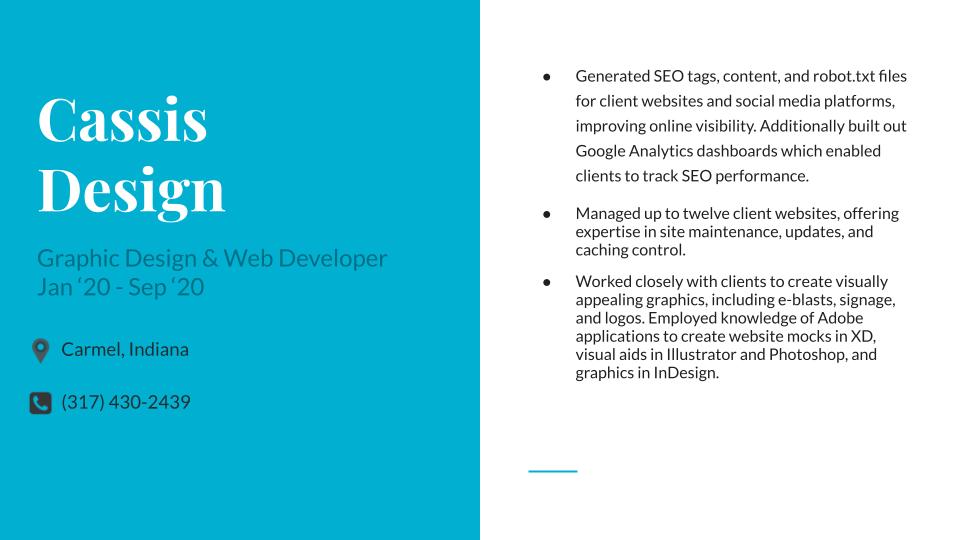 Cassis
Design
Graphic Design & Web Developer
Jan ‘20 - Sep ‘20
Carmel, Indiana
(317) 430-2439
● Generated SEO tags, content, and robot.txt files
for client websites and social media platforms,
improving online visibility. Additionally built out
Google Analytics dashboards which enabled
clients to track SEO performance.
● Managed up to twelve client websites, offering
expertise in site maintenance, updates, and
caching control.
● Worked closely with clients to create visually
appealing graphics, including e-blasts, signage,
and logos. Employed knowledge of Adobe
applications to create website mocks in XD,
visual aids in Illustrator and Photoshop, and
graphics in InDesign.